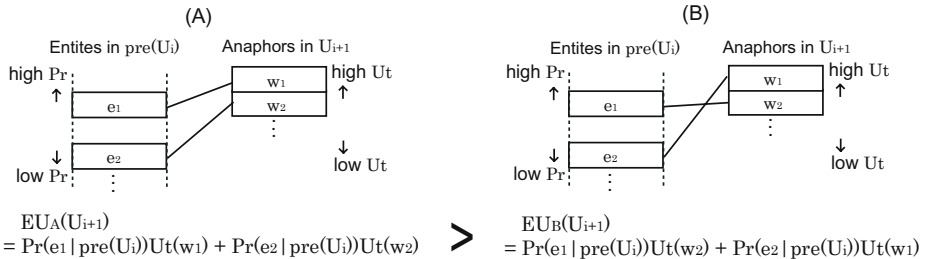 (A)
Entites in pre(Uᵢ)
Anaphors in Uᵢ₊₁
high Pr
↑
e₁
e₂
⋮
↓
low Pr
w₁
w₂
⋮
high Ut
↑
↓
low Ut
EUA(Uᵢ₊₁)
= Pr(e₁|pre(Uᵢ))Ut(w₁) + Pr(e₂|pre(Uᵢ))Ut(w₂)
>
(B)
Entites in pre(Uᵢ)
Anaphors in Uᵢ₊₁
high Pr
↑
e₁
e₂
⋮
↓
low Pr
w₁
w₂
⋮
high Ut
↑
↓
low Ut
EUB(Uᵢ₊₁)
= Pr(e₁|pre(Uᵢ))Ut(w₂) + Pr(e₂|pre(Uᵢ))Ut(w₁)